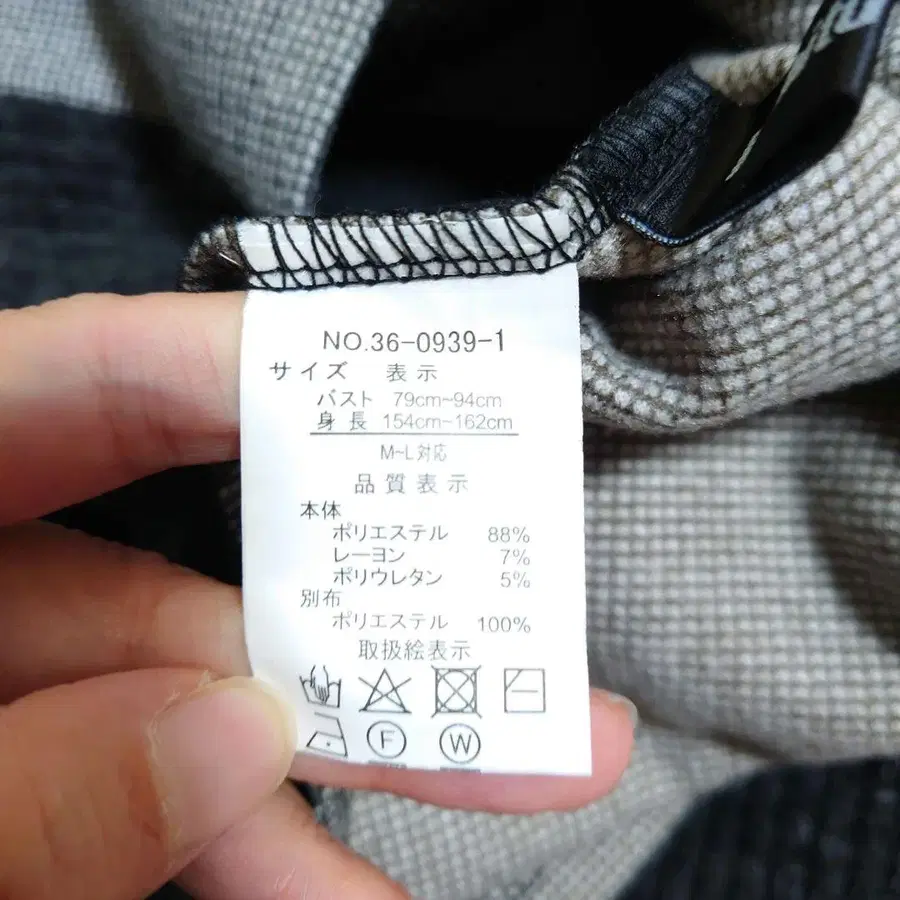 NO.36-0939-1
サイズ 表示
バスト 79cm~94cm
身長 154cm~162cm
M~L対応
品質表示
本体
ポリエステル 88%
レーヨン 7%
ポリウレタン 5%
別布
ポリエステル 100%
取扱絵表示
F W